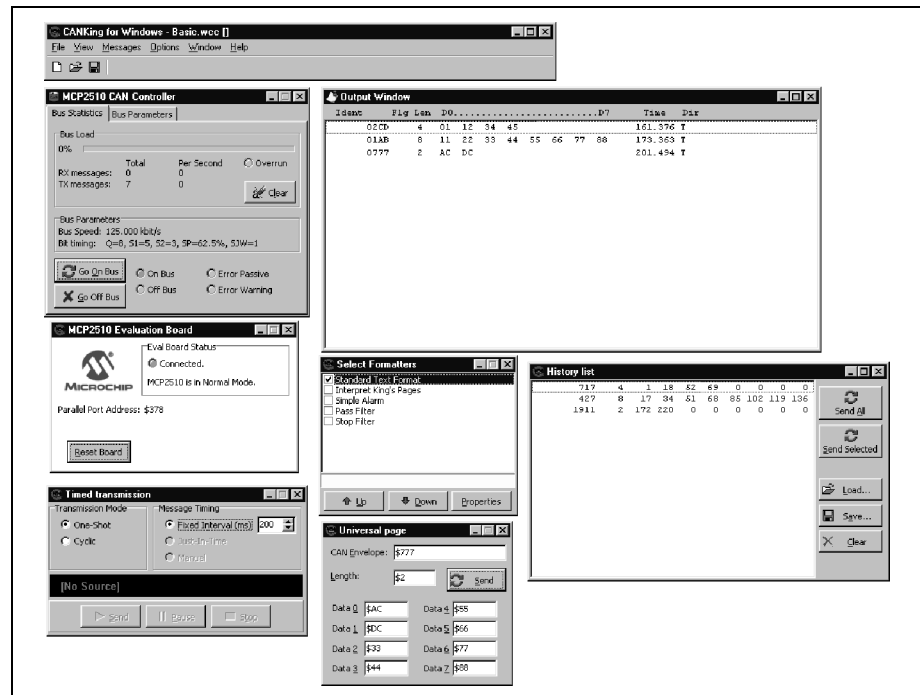 CANKing for Windows - Basic.wcc []
File View Messages Options Window Help
MCP2510 CAN Controller
Bus Statistics Bus Parameters
Bus Load
0%
Total Per Second
RX messages: 0 0
TX messages: 7 0
Overrun
Clear
Bus Parameters
Bus Speed: 125.000 kbit/s
Bit timing: Q=8, S1=5, S2=3, SP=62.5%, SJW=1
Go On Bus
Go Off Bus
On Bus
Off Bus
Error Passive
Error Warning
Output Window
Ident Flg Len D0..........................D7 Time Dir
02CD 4 01 12 34 45 161.376 T
01AB 8 11 22 33 44 55 66 77 88 173.363 T
0777 2 AC DC 201.494 T
MCP2510 Evaluation Board
MICROCHIP
Eval Board Status
Connected.
MCP2510 is in Normal Mode.
Parallel Port Address: $378
Reset Board
Select Formatters
Standard Text Format
Interpret King's Pages
Simple Alarm
Pass Filter
Stop Filter
Up Down Properties
History list
717 4 1 18 52 69 0 0 0 0
427 8 17 34 51 68 85 102 119 136
1911 2 172 220 0 0 0 0 0 0
Send All
Send Selected
Load...
Save...
Clear
Timed transmission
Transmission Mode
One-Shot
Cyclic
Message Timing
Fixed Interval (ms) 200
Just-In-Time
Manual
[No Source]
Send Pause Stop
Universal page
CAN Envelope: $777
Length: $2 Send
Data 0 $AC Data 4 $55
Data 1 $DC Data 5 $66
Data 2 $33 Data 6 $77
Data 3 $44 Data 7 $88